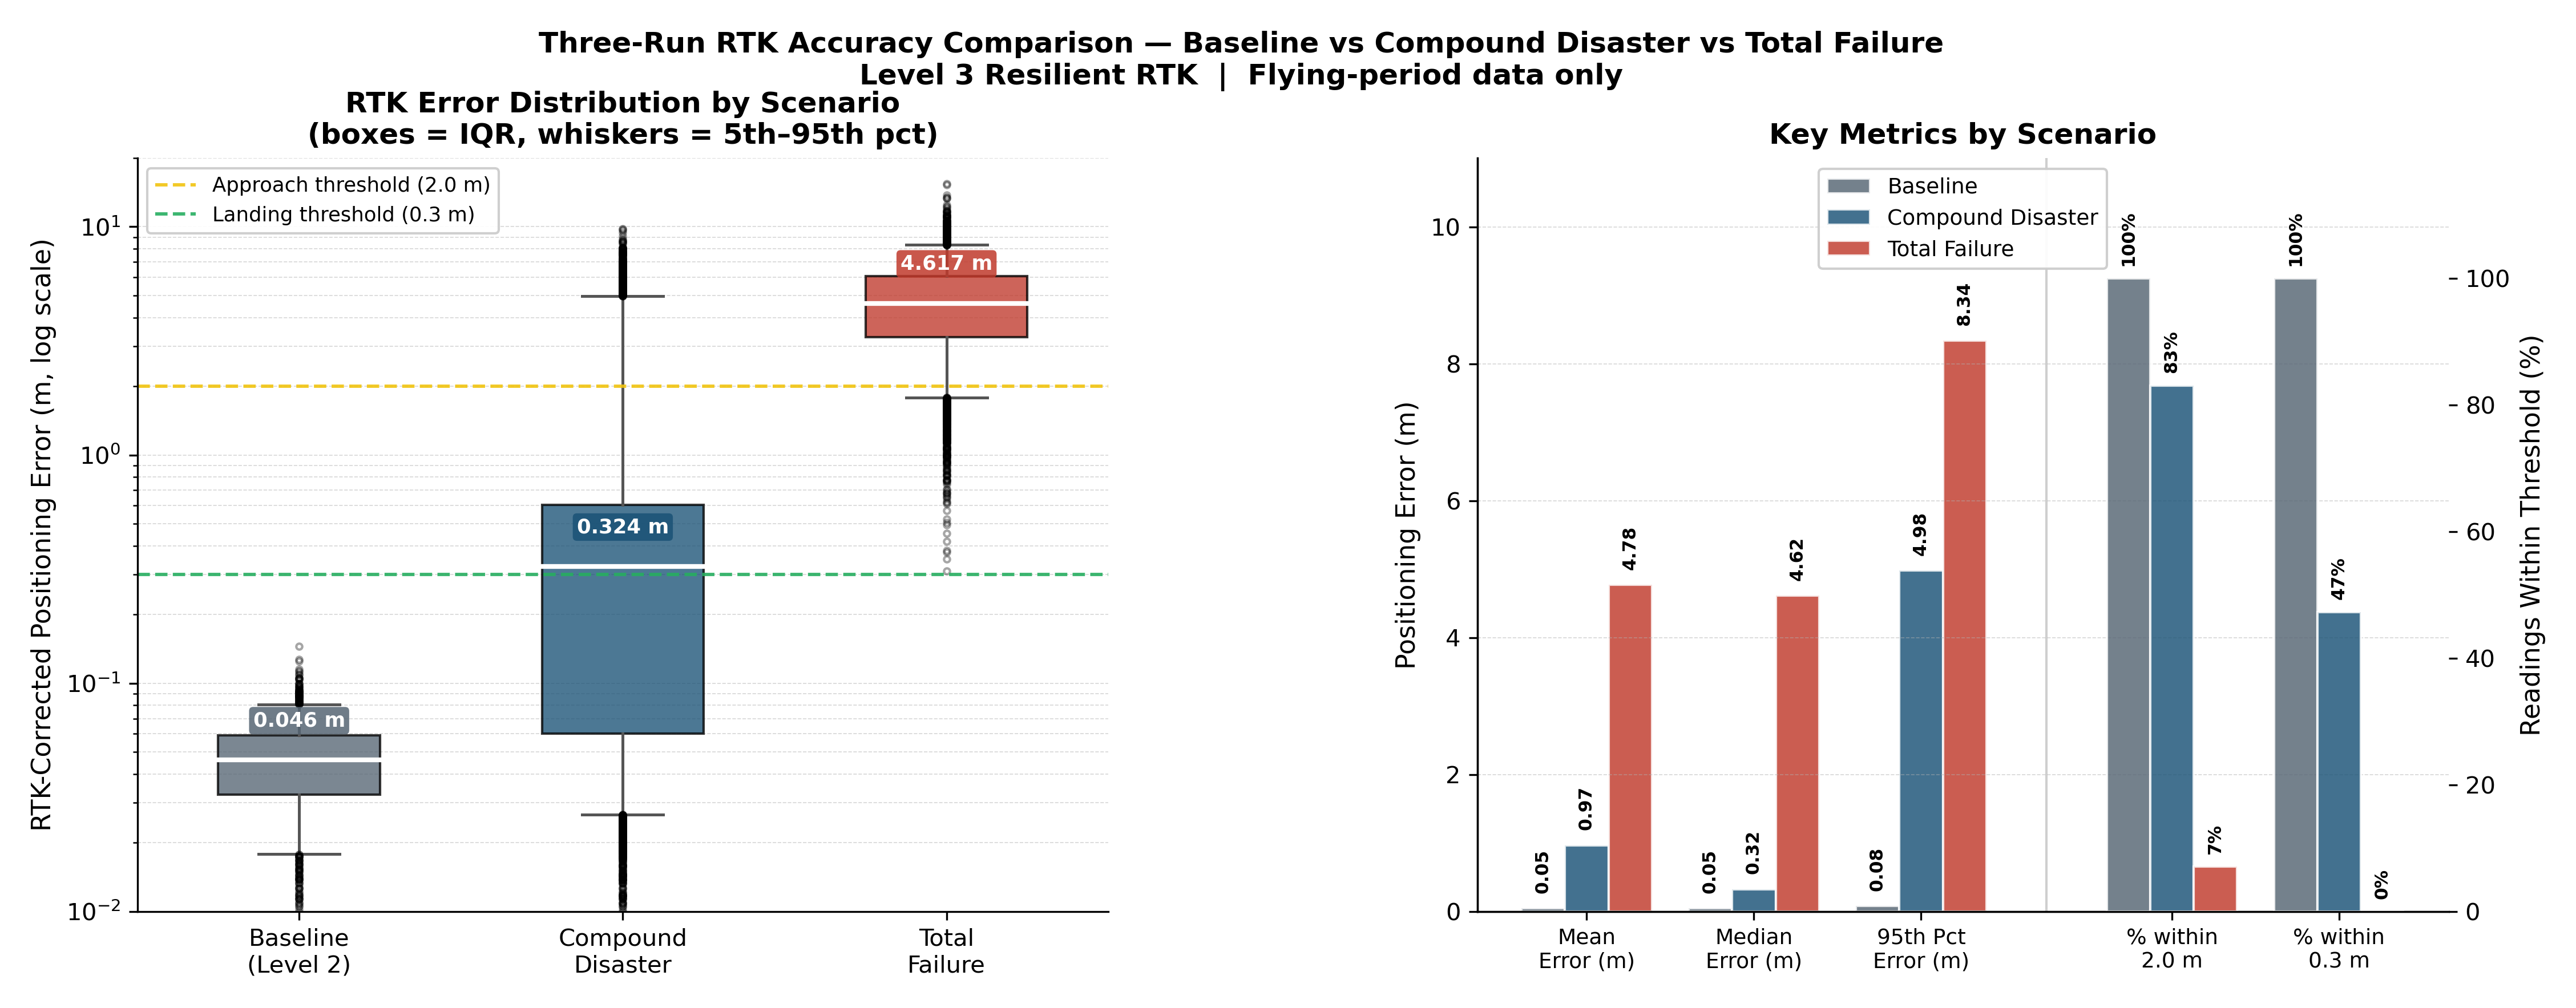 Three-Run RTK Accuracy Comparison — Baseline vs Compound Disaster vs Total Failure
Level 3 Resilient RTK | Flying-period data only
RTK Error Distribution by Scenario
(boxes = IQR, whiskers = 5th–95th pct)
Approach threshold (2.0 m)
Landing threshold (0.3 m)
RTK-Corrected Positioning Error (m, log scale)
10¹
10⁰
10⁻¹
10⁻²
0.046 m
0.324 m
4.617 m
Baseline
(Level 2)
Compound
Disaster
Total
Failure
Key Metrics by Scenario
Baseline
Compound Disaster
Total Failure
Positioning Error (m)
10
8
6
4
2
0
0.05
0.97
4.78
0.05
0.32
4.62
0.08
4.98
8.34
100%
83%
7%
100%
47%
0%
Mean
Error (m)
Median
Error (m)
95th Pct
Error (m)
% within
2.0 m
% within
0.3 m
100
80
60
40
20
0
Readings Within Threshold (%)